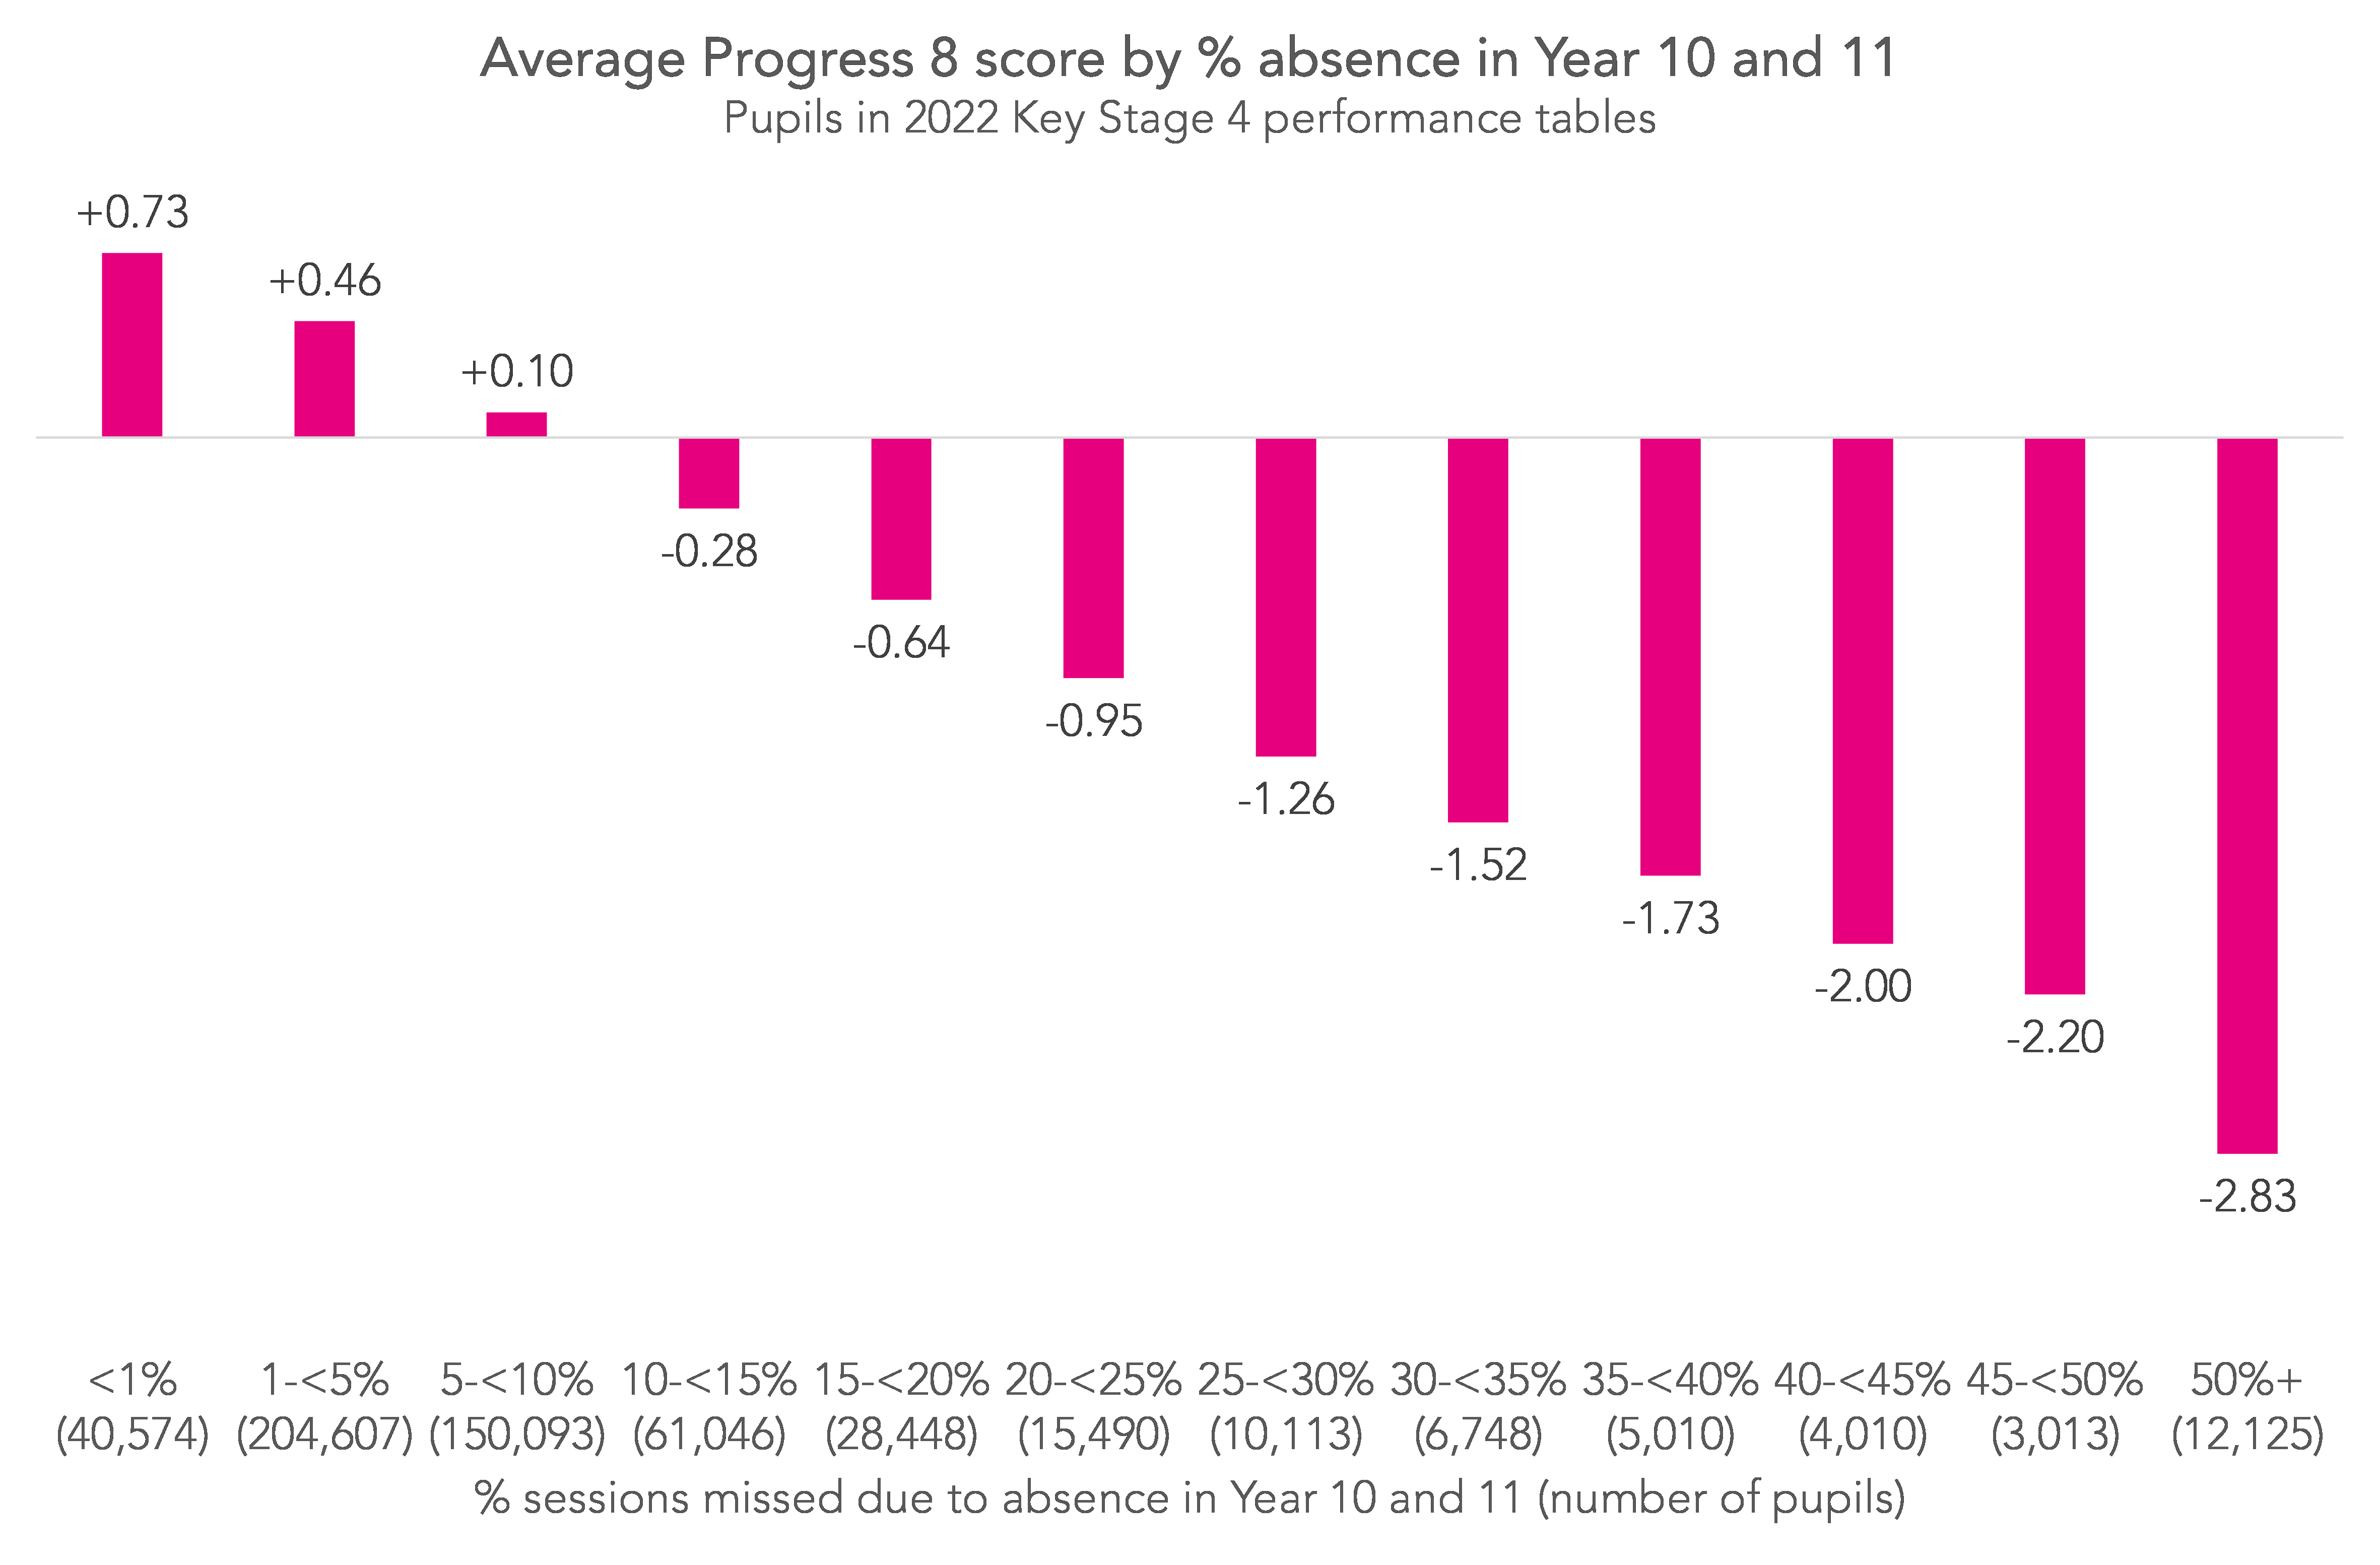 Average Progress 8 score by % absence in Year 10 and 11
Pupils in 2022 Key Stage 4 performance tables
+0.73
+0.46
+0.10
-0.28
-0.64
-0.95
-1.26
-1.52
-1.73
-2.00
-2.20
-2.83
<1% 1-<5% 5-<10% 10-<15% 15-<20% 20-<25% 25-<30% 30-<35% 35-<40% 40-<45% 45-<50% 50%+
(40,574) (204,607) (150,093) (61,046) (28,448) (15,490) (10,113) (6,748) (5,010) (4,010) (3,013) (12,125)
% sessions missed due to absence in Year 10 and 11 (number of pupils)